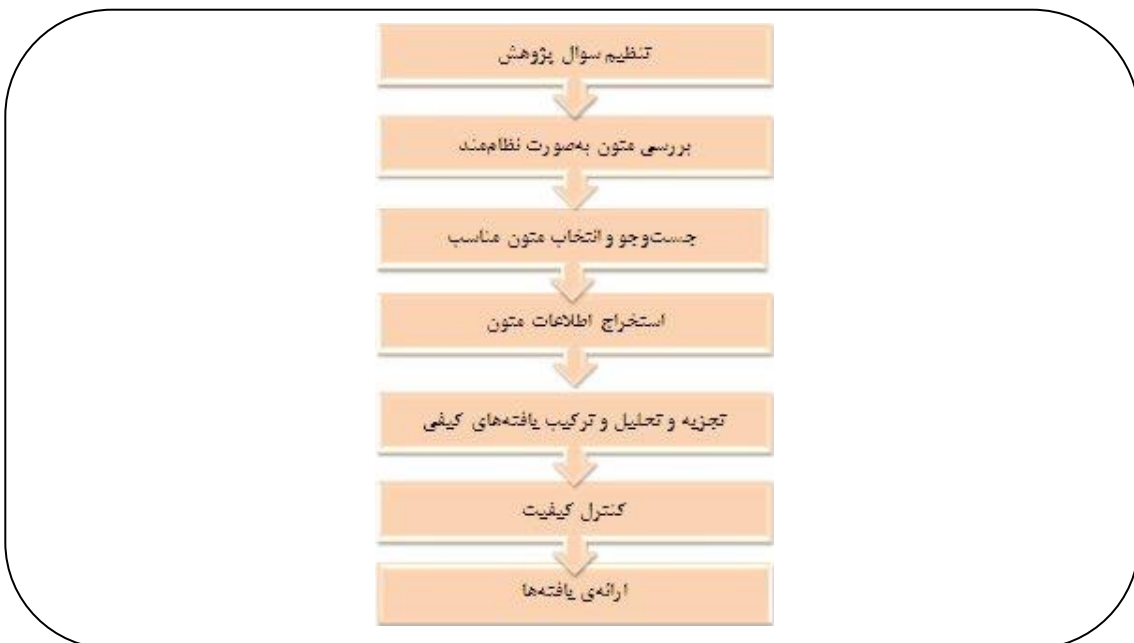 تنظیم سوال پژوهش
بررسی متون به‌صورت نظام‌مند
جست‌وجو و انتخاب متون مناسب
استخراج اطلاعات متون
تجزیه و تحلیل و ترکیب یافته‌های کیفی
کنترل کیفیت
ارائه‌ی یافته‌ها